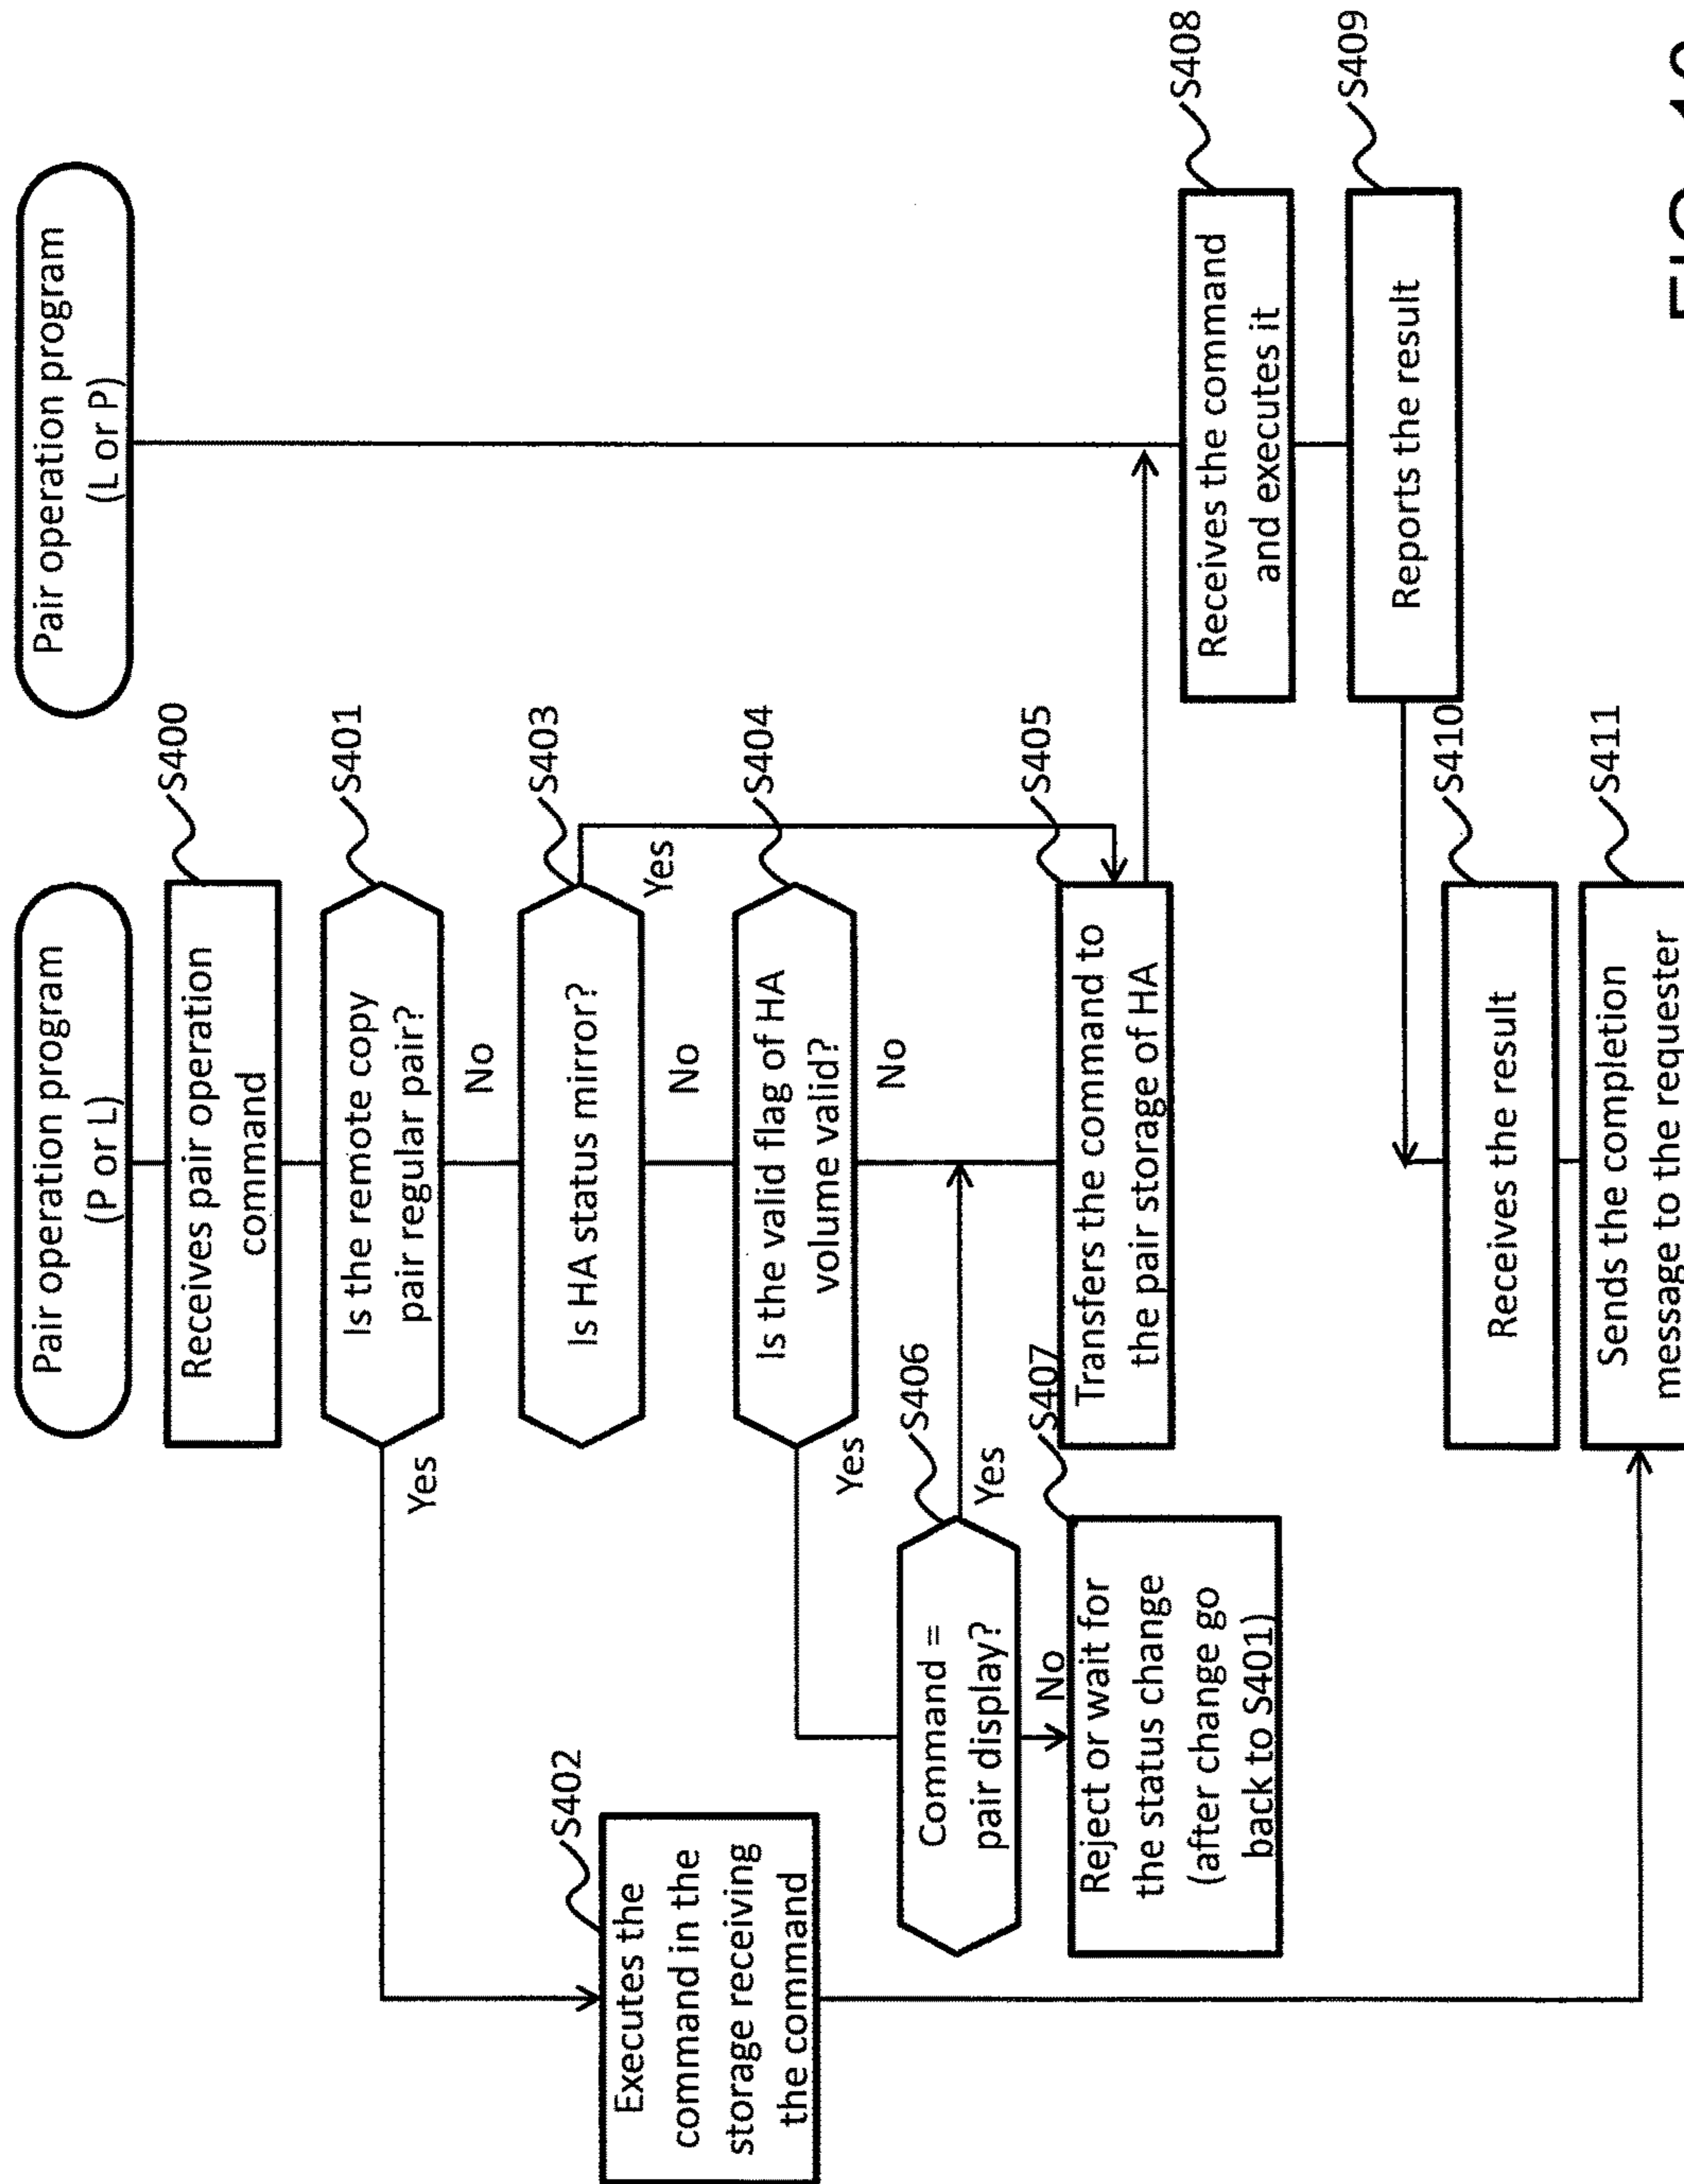 Pair operation program
(P or L)
Pair operation program
(L or P)
S400
Receives pair operation
command
S401
Is the remote copy
pair regular pair?
Yes
No
S402
Executes the
command in the
storage receiving
the command
S403
Is HA status mirror?
Yes
No
S404
Is the valid flag of HA
volume valid?
Yes
No
S406
Command =
pair display?
Yes
No
S407
Reject or wait for
the status change
(after change go
back to S401)
S405
Transfers the command to
the pair storage of HA
S408
Receives the command
and executes it
S409
Reports the result
S410
Receives the result
S411
Sends the completion
message to the requester